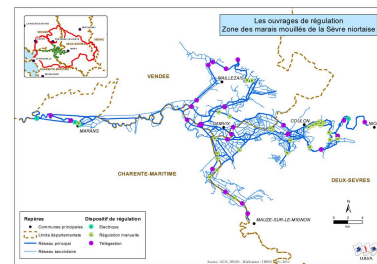 Les ouvrages de régulation
Zone des marais mouillés de la Sèvre niortaise
VENDEE
MAILLEZAIS
MARANS
DAMVIX
COULON
CHARENTE-MARITIME
DEUX-SEVRES
MAUZE-SUR-LE-MIGNON
N
Repères
Communes principales
Limite départementale
Réseau principal
Réseau secondaire
Dispositif de régulation
Electrique
Régulation manuelle
Télégestion